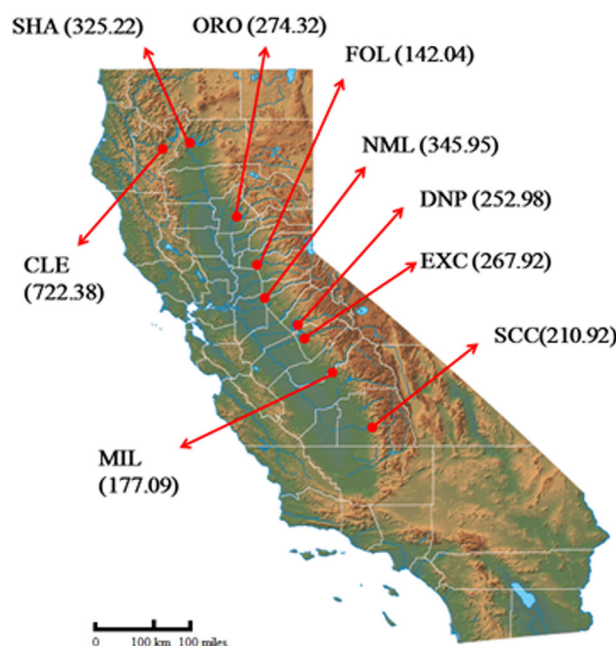 SHA (325.22)
ORO (274.32)
FOL (142.04)
NML (345.95)
DNP (252.98)
EXC (267.92)
CLE
(722.38)
SCC(210.92)
MIL
(177.09)
0 100 km 100 miles